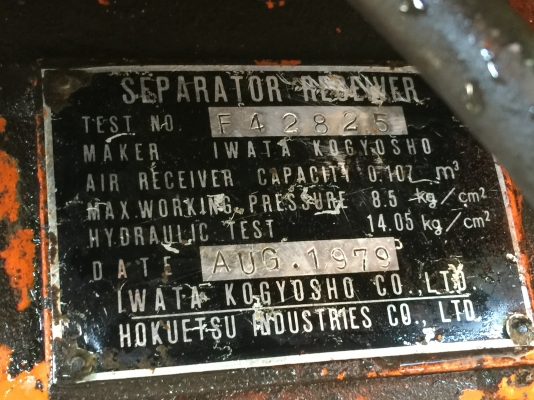 SEPARATOR RECEIVER
TEST NO. F42825
MAKER IWATA KOGYOSHO
AIR RECEIVER CAPACITY 0.107 m³
MAX.WORKING PRESSURE 8.5 kg/cm²
HYDRAULIC TEST 14.05 kg/cm²
DATE AUG.1979
IWATA KOGYOSHO CO.,LTD
HOKUETSU INDUSTRIES CO., LTD.